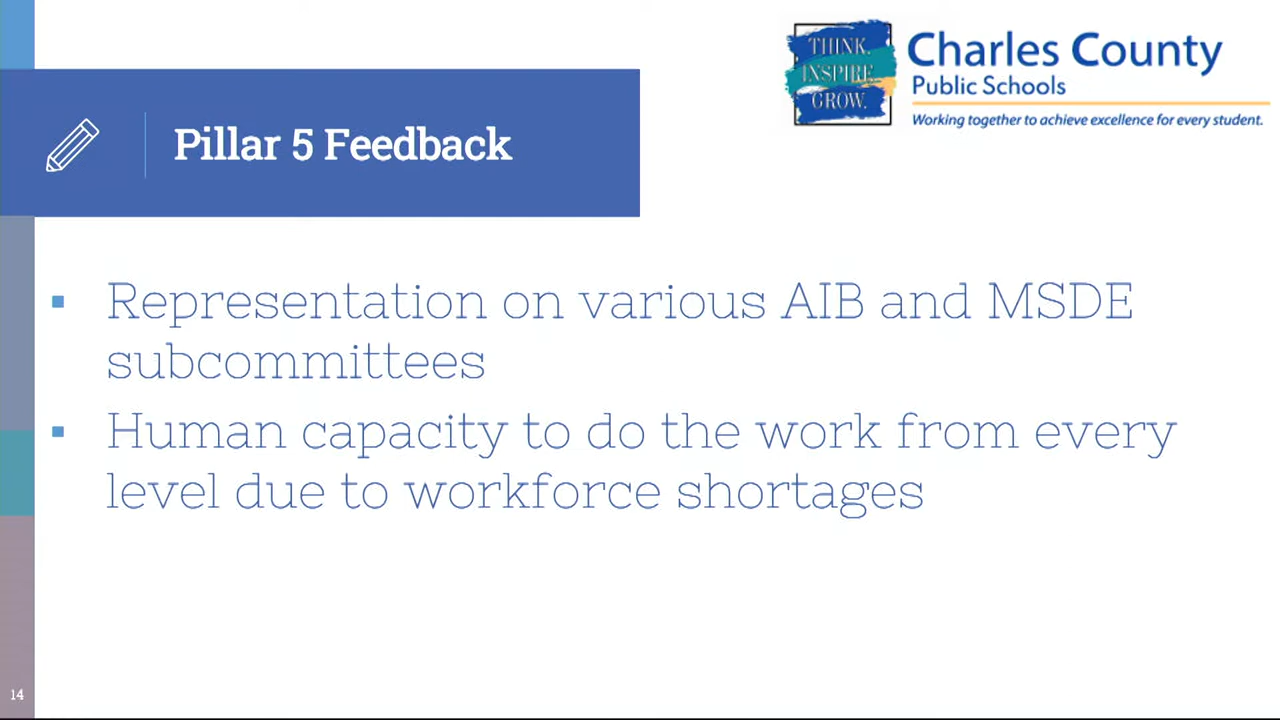 THINK.
INSPIRE.
GROW.
Charles County
Public Schools
Working together to achieve excellence for every student.
Pillar 5 Feedback
▪ Representation on various AIB and MSDE
subcommittees
▪ Human capacity to do the work from every
level due to workforce shortages
14